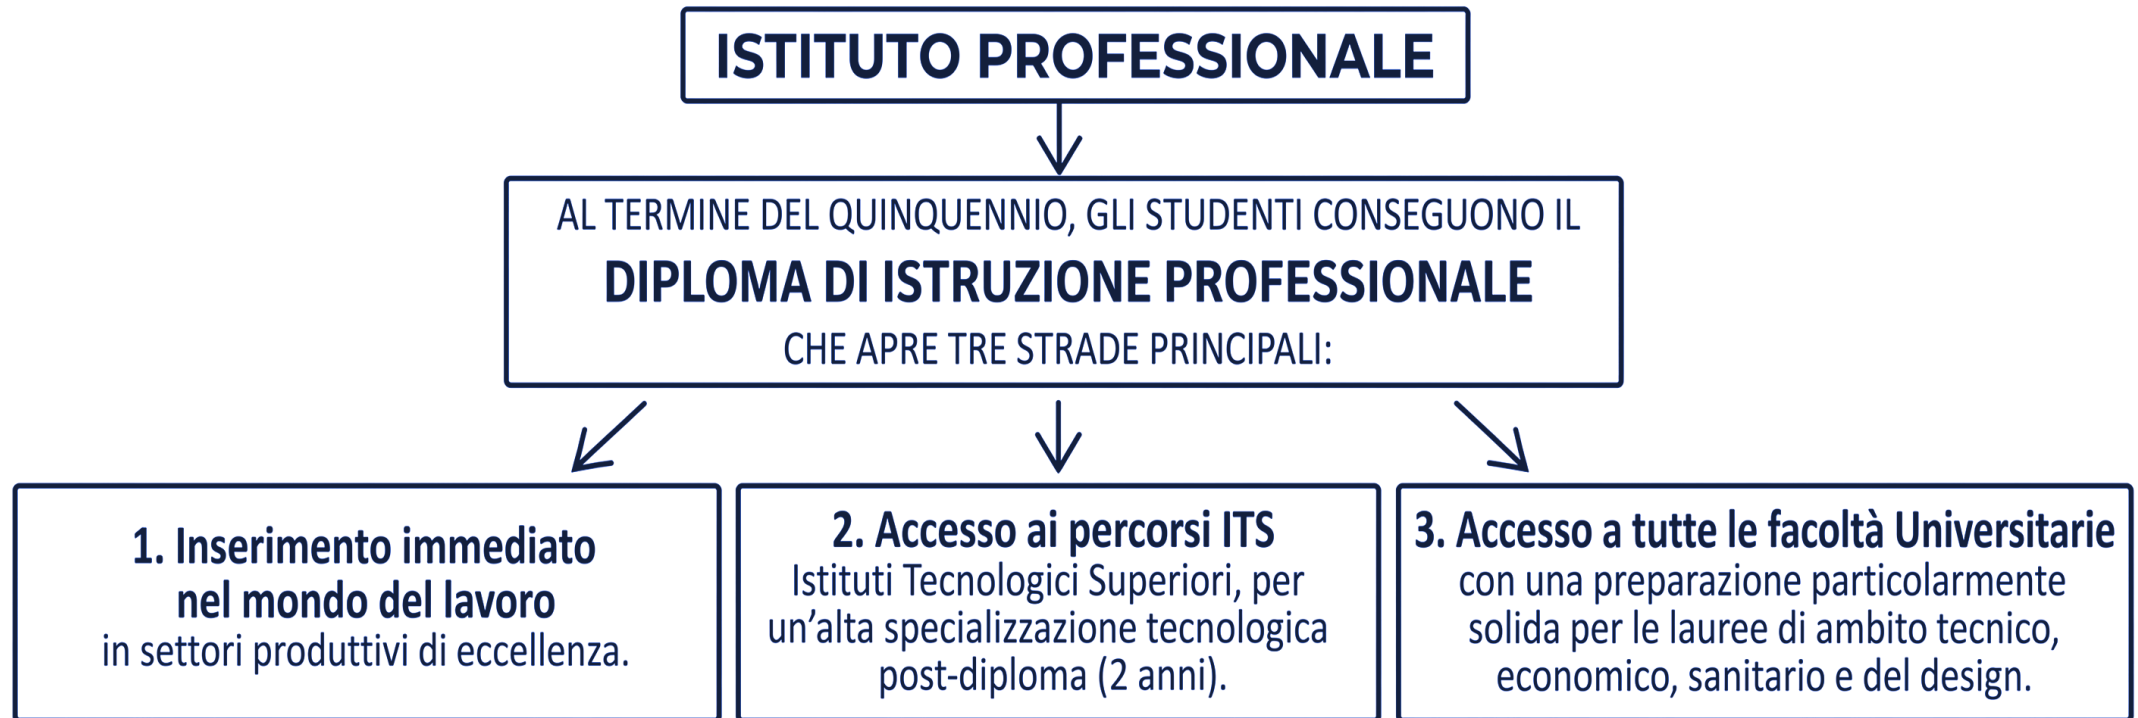 ISTITUTO PROFESSIONALE
AL TERMINE DEL QUINQUENNIO, GLI STUDENTI CONSEGUONO IL
DIPLOMA DI ISTRUZIONE PROFESSIONALE
CHE APRE TRE STRADE PRINCIPALI:
1. Inserimento immediato
nel mondo del lavoro
in settori produttivi di eccellenza.
2. Accesso ai percorsi ITS
Istituti Tecnologici Superiori, per
un’alta specializzazione tecnologica
post-diploma (2 anni).
3. Accesso a tutte le facoltà Universitarie
con una preparazione particolarmente
solida per le lauree di ambito tecnico,
economico, sanitario e del design.